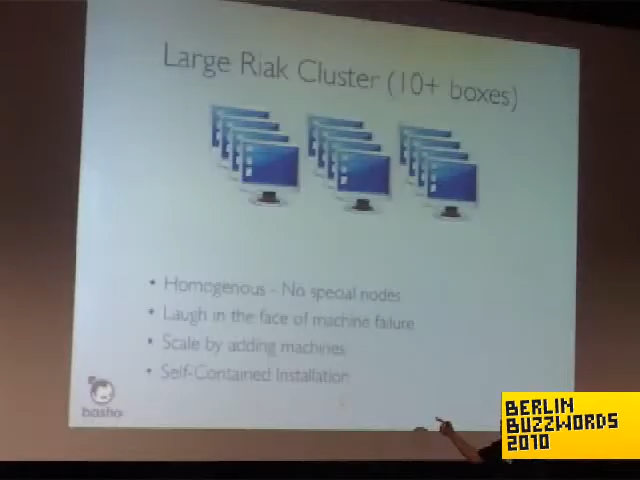 Large Riak Cluster (10+ boxes)
• Homogenous - No special nodes
• Laugh in the face of machine failure
• Scale by adding machines
• Self-Contained Installation
basho
BERLIN
BUZZWORDS
2010